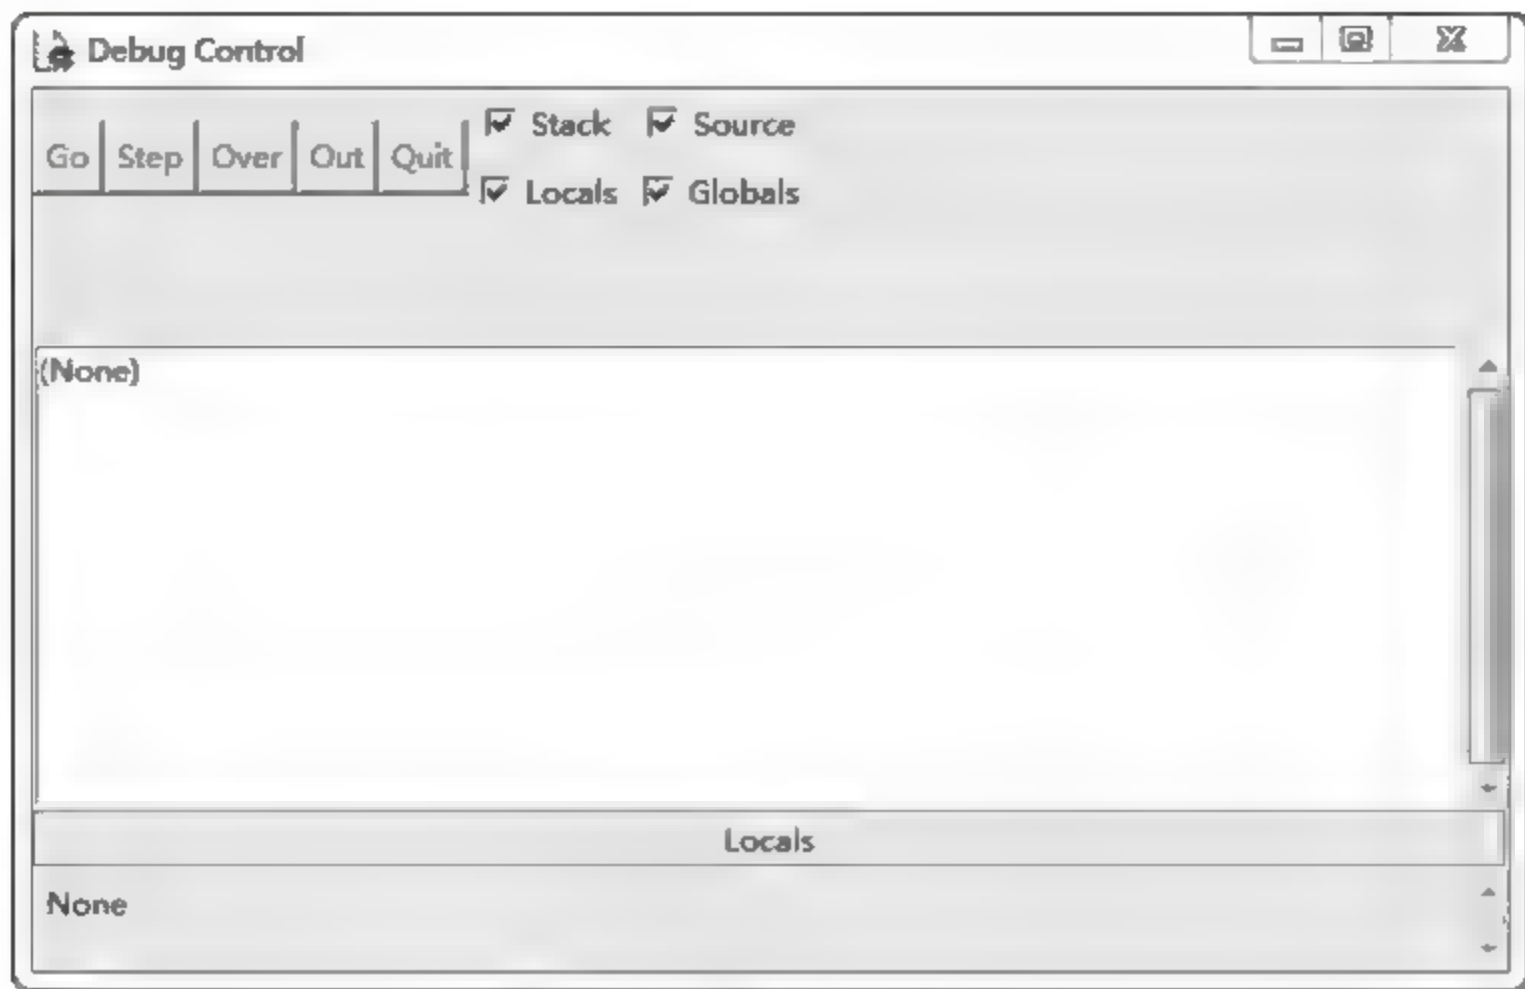 Debug Control
Stack Source
Go Step Over Out Quit
Locals Globals
(None)
Locals
None